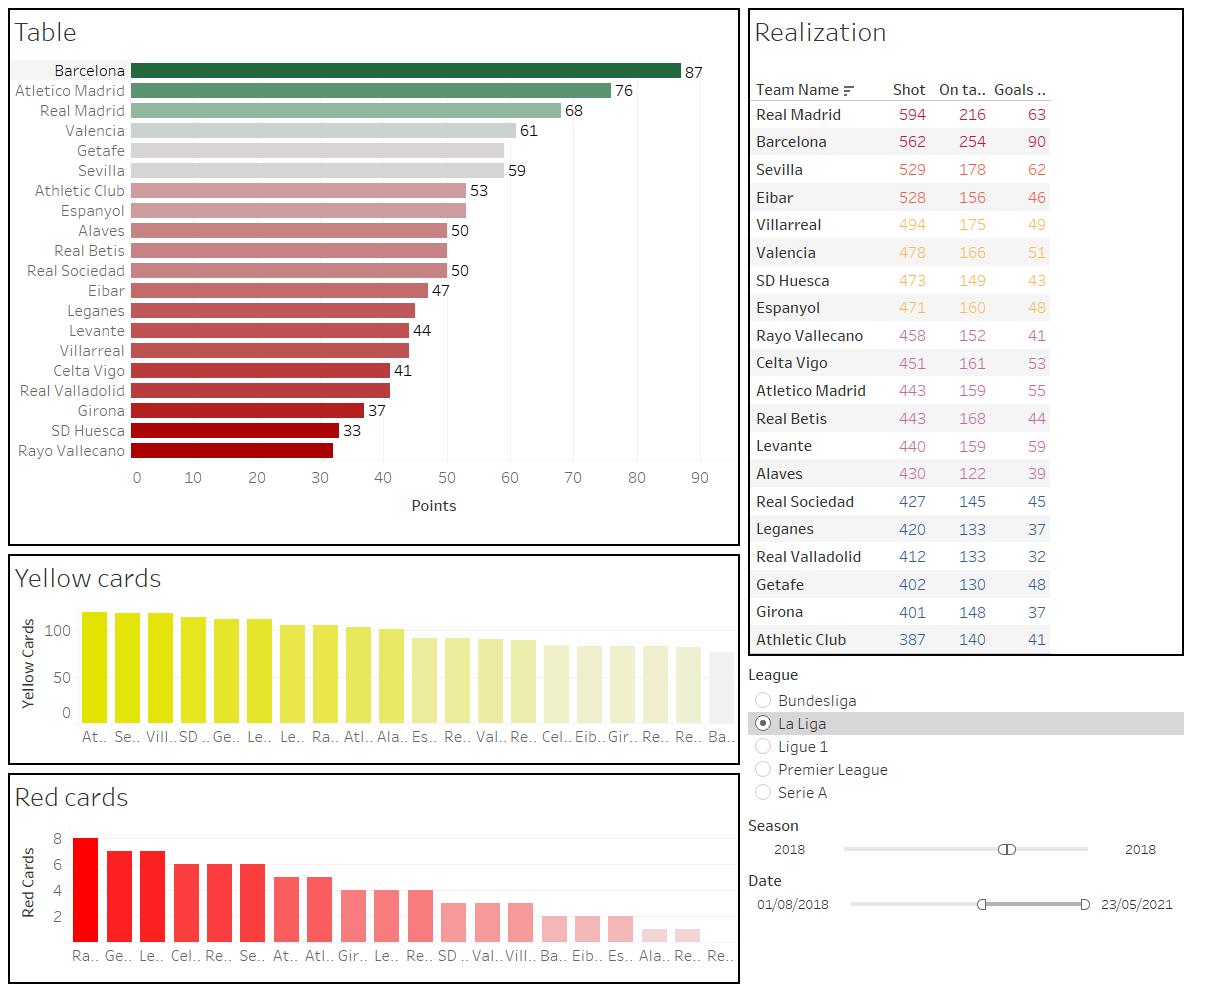 Table
Barcelona 87
Atletico Madrid 76
Real Madrid 68
Valencia 61
Getafe
Sevilla 59
Athletic Club 53
Espanyol
Alaves 50
Real Betis
Real Sociedad 50
Eibar 47
Leganes
Levante 44
Villarreal
Celta Vigo 41
Real Valladolid
Girona 37
SD Huesca 33
Rayo Vallecano
0 10 20 30 40 50 60 70 80 90
Points
Yellow cards
Yellow Cards
100
50
0
At.. Se.. Vill.. SD .. Ge.. Le.. Le.. Ra.. Atl.. Ala.. Es.. Re.. Val.. Re.. Cel.. Eib.. Gir.. Re.. Re.. Ba..
Red cards
Red Cards
8
6
4
2
Ra.. Ge.. Le.. Cel.. Re.. Se.. At.. Atl.. Gir.. Le.. Re.. SD .. Val.. Vill.. Ba.. Eib.. Es.. Ala.. Re.. Re..
Realization
Team Name Shot On ta.. Goals ..
Real Madrid 594 216 63
Barcelona 562 254 90
Sevilla 529 178 62
Eibar 528 156 46
Villarreal 494 175 49
Valencia 478 166 51
SD Huesca 473 149 43
Espanyol 471 160 48
Rayo Vallecano 458 152 41
Celta Vigo 451 161 53
Atletico Madrid 443 159 55
Real Betis 443 168 44
Levante 440 159 59
Alaves 430 122 39
Real Sociedad 427 145 45
Leganes 420 133 37
Real Valladolid 412 133 32
Getafe 402 130 48
Girona 401 148 37
Athletic Club 387 140 41
League
Bundesliga
La Liga
Ligue 1
Premier League
Serie A
Season
2018 2018
Date
01/08/2018 23/05/2021